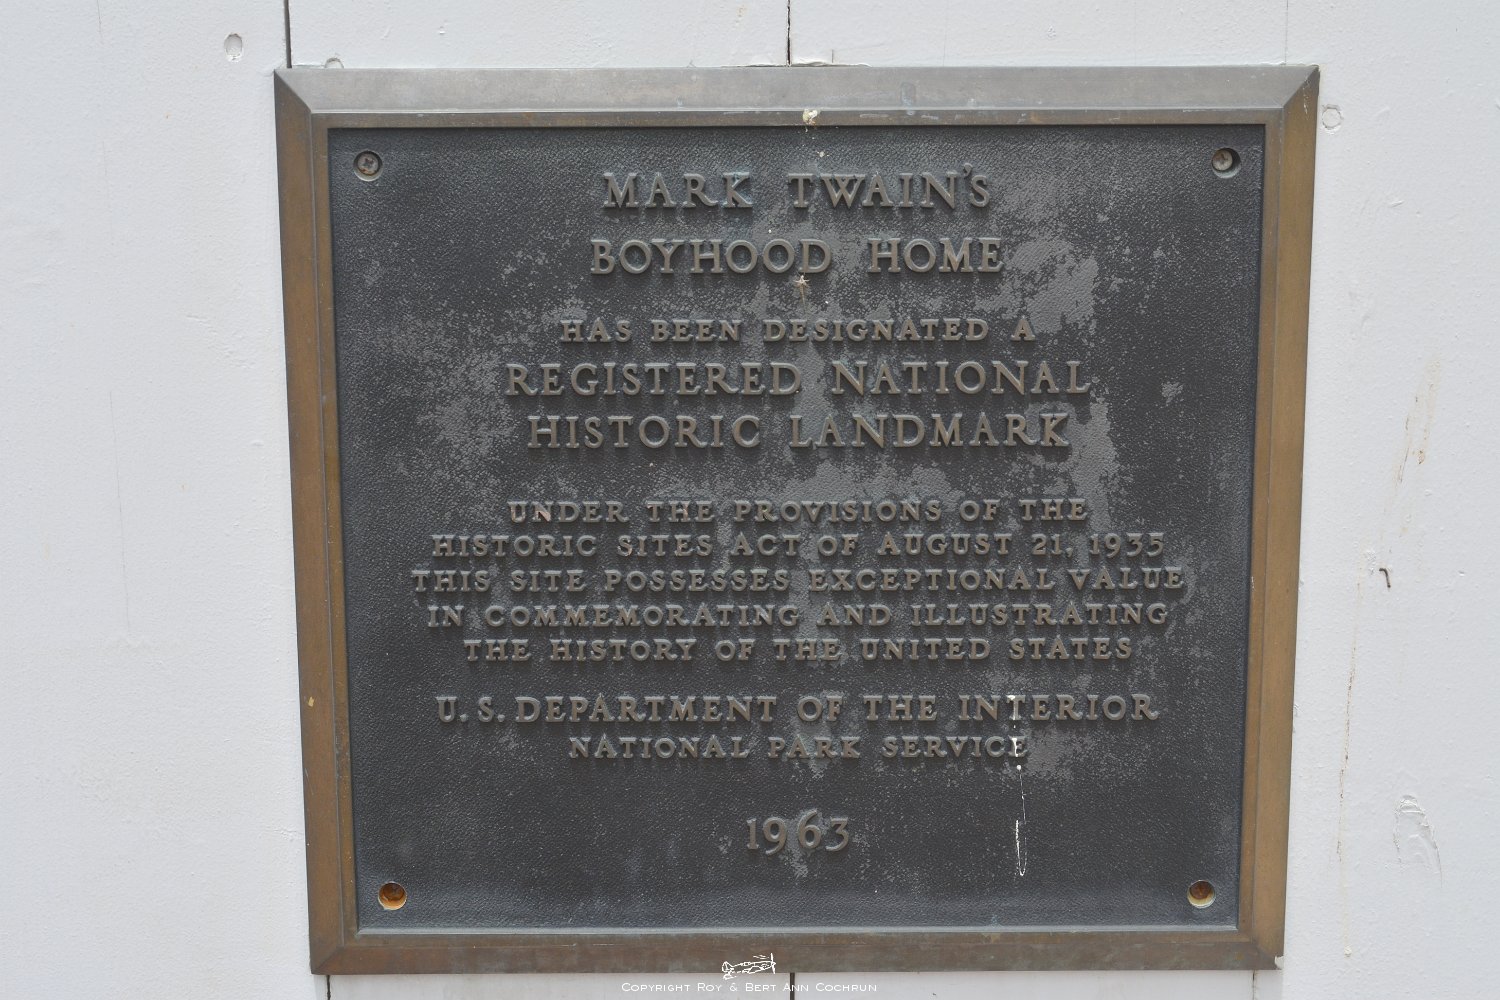 MARK TWAIN'S
BOYHOOD HOME
HAS BEEN DESIGNATED A
REGISTERED NATIONAL
HISTORIC LANDMARK
UNDER THE PROVISIONS OF THE
HISTORIC SITES ACT OF AUGUST 21, 1935
THIS SITE POSSESSES EXCEPTIONAL VALUE
IN COMMEMORATING AND ILLUSTRATING
THE HISTORY OF THE UNITED STATES
U. S. DEPARTMENT OF THE INTERIOR
NATIONAL PARK SERVICE
1963
COPYRIGHT ROY & BERT ANN COCHRUN